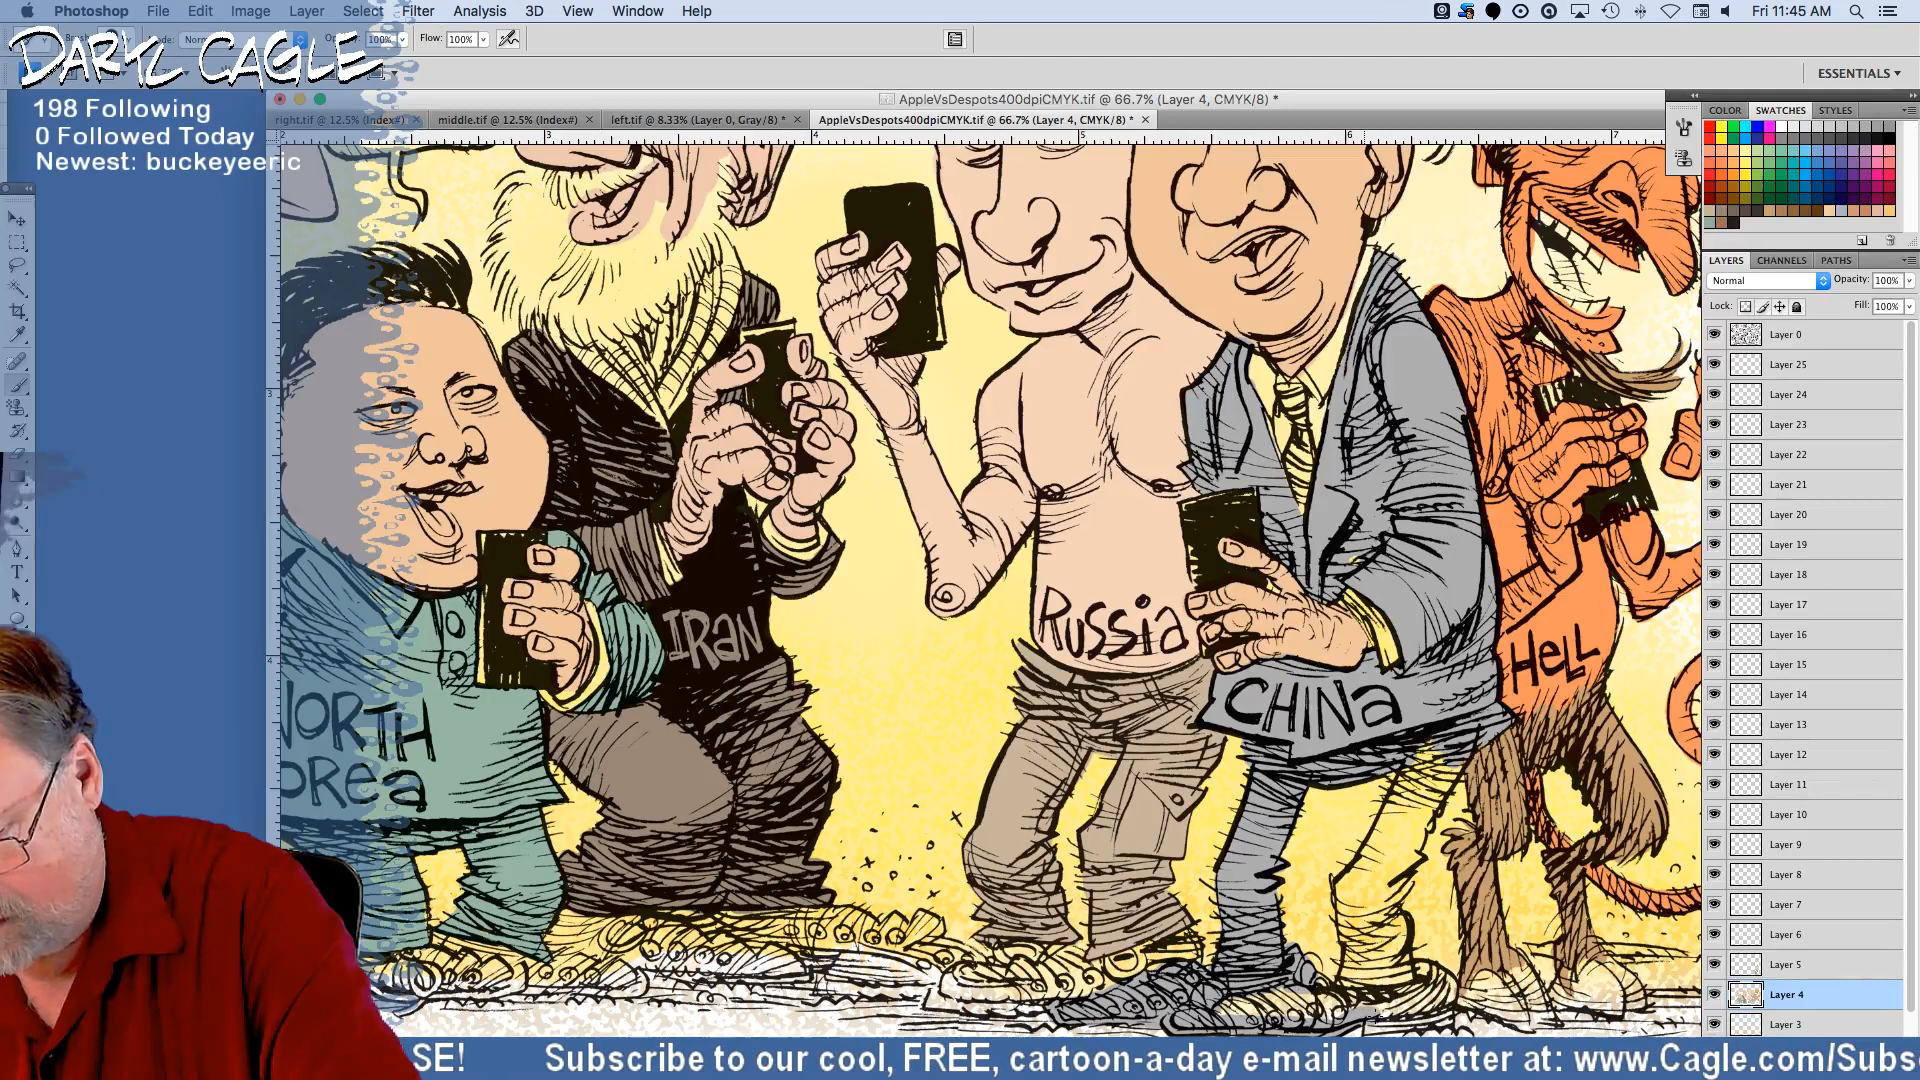 Photoshop File Edit Image Layer Select Filter Analysis 3D View Window Help
Fri 11:45 AM
Flow: 100%
DARYL CAGLE
ESSENTIALS
198 Following
0 Followed Today
Newest: buckeyeeric
AppleVsDespots400dpiCMYK.tif @ 66.7% (Layer 4, CMYK/8) *
right.tif @ 12.5% (Index#)
middle.tif @ 12.5% (Index#)
left.tif @ 8.33% (Layer 0, Gray/8) *
AppleVsDespots400dpiCMYK.tif @ 66.7% (Layer 4, CMYK/8) *
2 3 4 5 6 7
COLOR SWATCHES STYLES
LAYERS CHANNELS PATHS
Normal Opacity: 100%
Lock: Fill: 100%
Layer 0
Layer 25
Layer 24
Layer 23
Layer 22
Layer 21
Layer 20
Layer 19
Layer 18
Layer 17
Layer 16
Layer 15
Layer 14
Layer 13
Layer 12
Layer 11
Layer 10
Layer 9
Layer 8
Layer 7
Layer 6
Layer 5
Layer 4
Layer 3
NORTH
OREa
IRaN
Russia
CHINa
HeLL
SE! Subscribe to our cool, FREE, cartoon-a-day e-mail newsletter at: www.Cagle.com/Subs